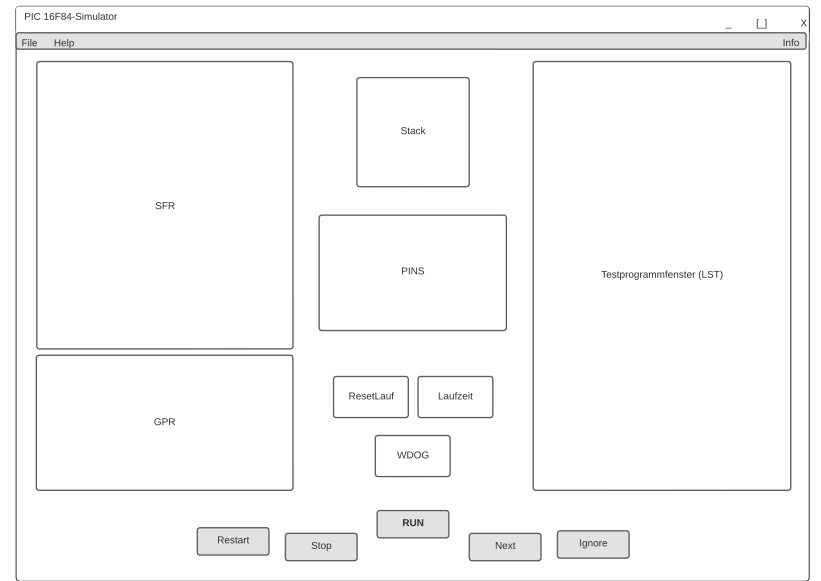 PIC 16F84-Simulator
_ [_] X
File Help Info
Stack
SFR
PINS
Testprogrammfenster (LST)
ResetLauf Laufzeit
GPR
WDOG
RUN
Restart
Stop
Next
Ignore